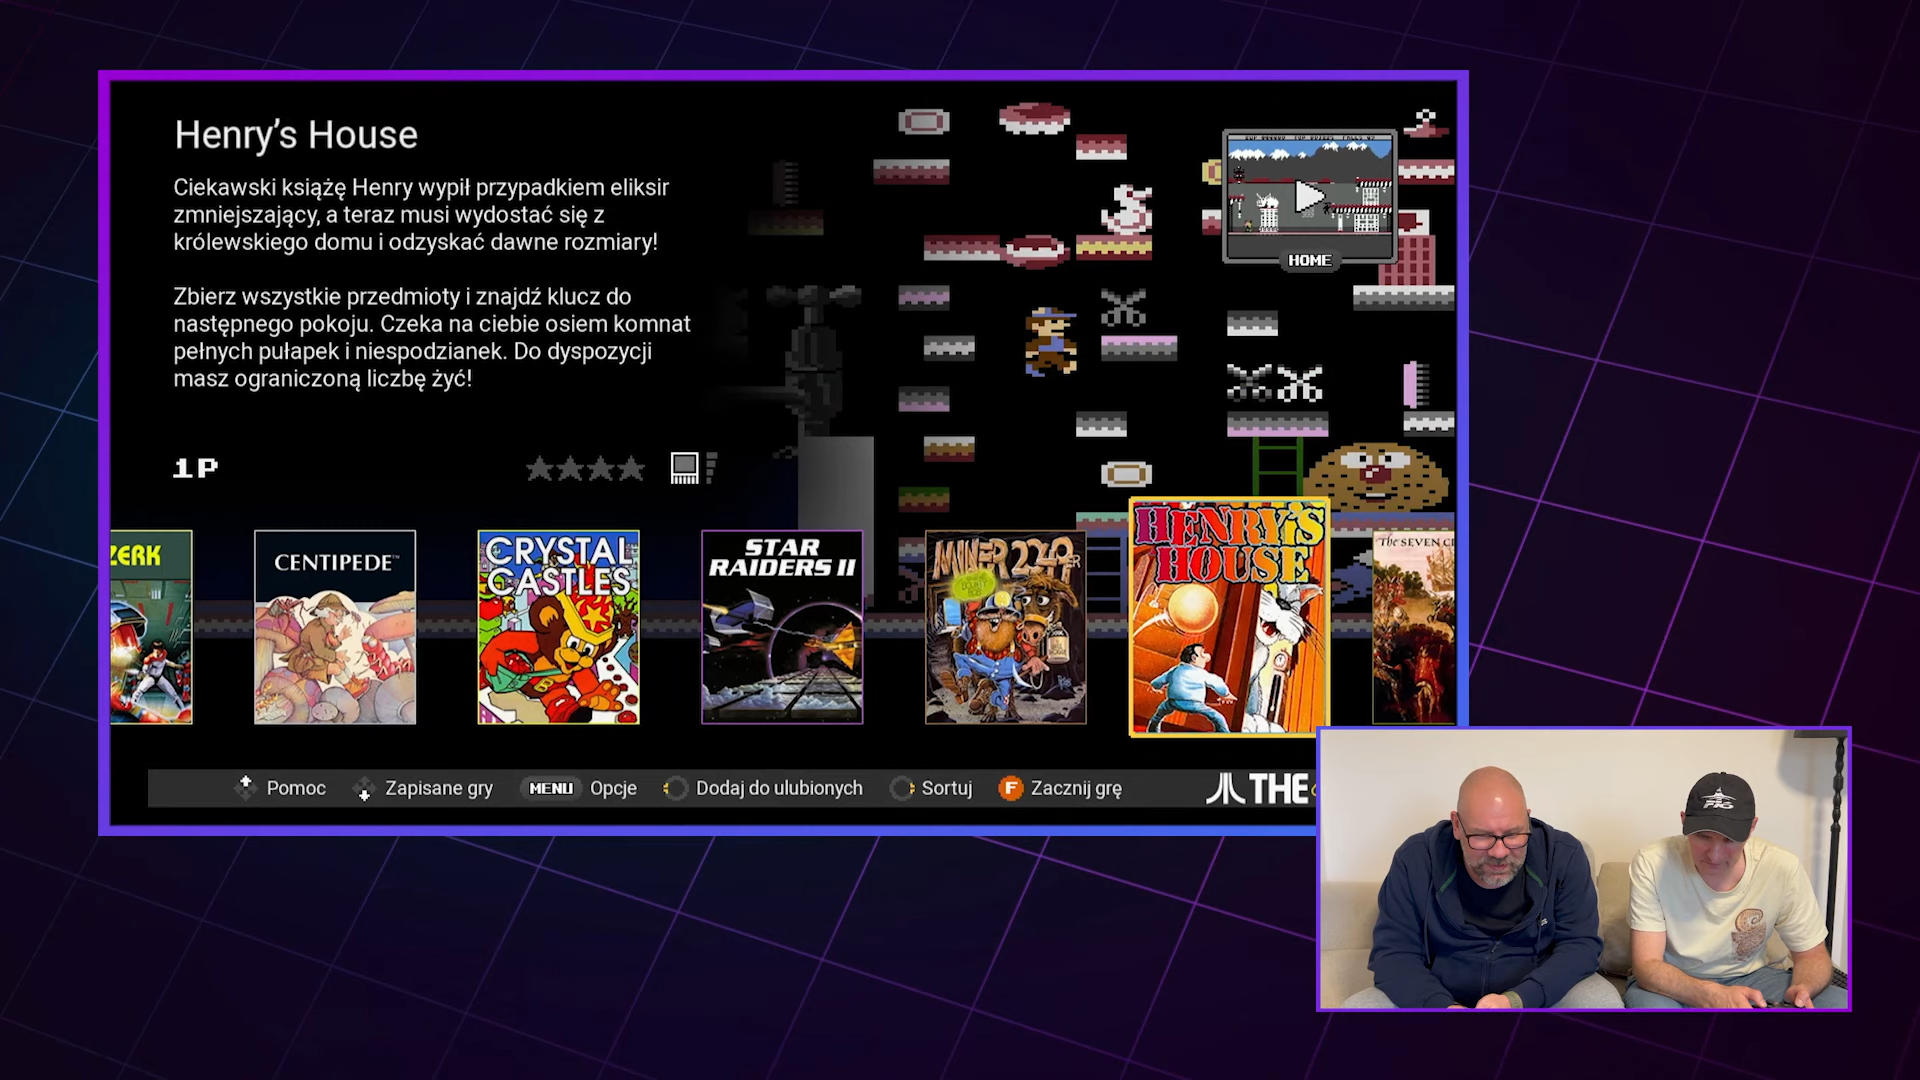 Henry's House
Ciekawski książę Henry wypił przypadkiem eliksir
zmniejszający, a teraz musi wydostać się z
królewskiego domu i odzyskać dawne rozmiary!
Zbierz wszystkie przedmioty i znajdź klucz do
następnego pokoju. Czeka na ciebie osiem komnat
pełnych pułapek i niespodzianek. Do dyspozycji
masz ograniczoną liczbę żyć!
HOME
1P
ZERK
CENTIPEDE™
CRYSTAL
CASTLES
STAR
RAIDERS II
MINER 2249ER
HENRY'S
HOUSE
The SEVEN CI
Pomoc
Zapisane gry
MENU Opcje
Dodaj do ulubionych
Sortuj
F Zacznij grę
THE